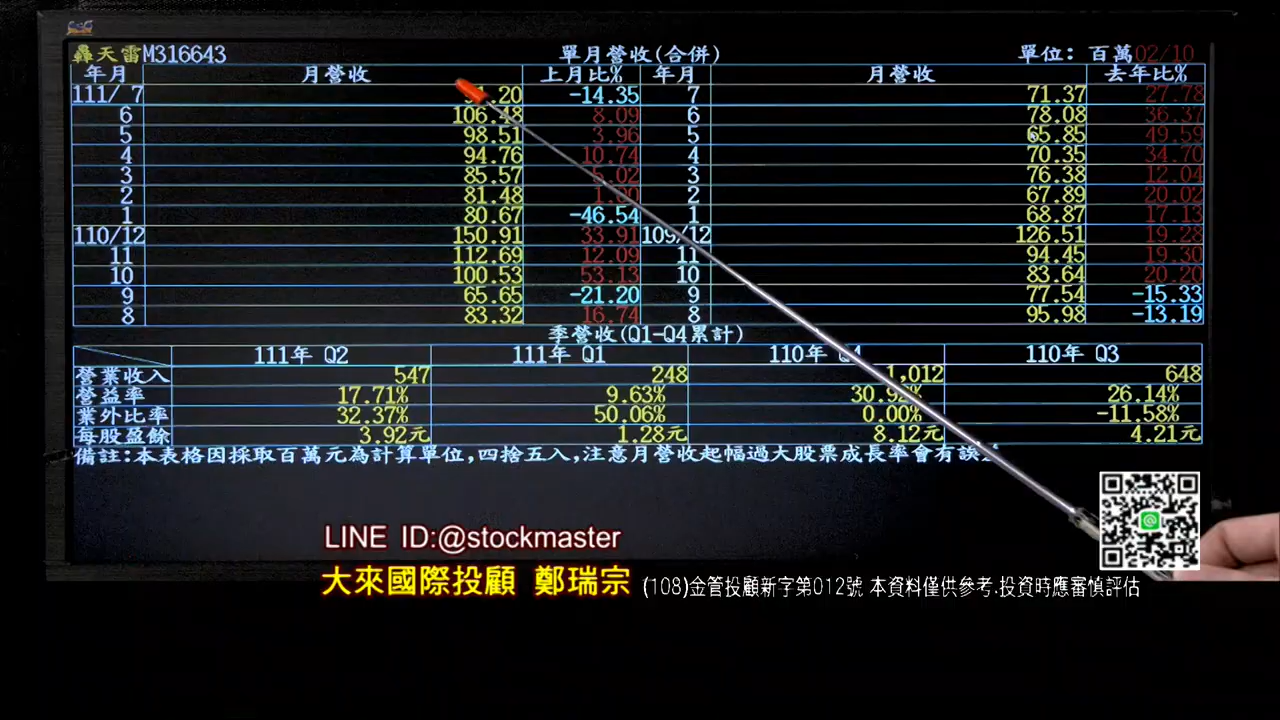 轟天雷M316643 單月營收(合併) 單位: 百萬02/10
年月 月營收 上月比% 年月 月營收 去年比%
111/ 7 .20 -14.35 7 71.37 27.78
6 106.48 8.09 6 78.08 36.37
5 98.51 3.96 5 65.85 49.59
4 94.76 10.74 4 70.35 34.70
3 85.57 5.02 3 76.38 12.04
2 81.48 2 67.89 20.02
1 80.67 -46.54 1 68.87 17.13
110/12 150.91 33.91 109/12 126.51 19.28
11 112.69 12.09 11 94.45 19.30
10 100.53 53.13 10 83.64 20.20
9 65.65 -21.20 9 77.54 -15.33
8 83.32 16.74 8 95.98 -13.19
季營收(Q1-Q4累計)
111年 Q2 111年 Q1 110年 Q4 110年 Q3
營業收入 547 248 1,012 648
營益率 17.71% 9.63% 30.92% 26.14%
業外比率 32.37% 50.06% 0.00% -11.58%
每股盈餘 3.92元 1.28元 8.12元 4.21元
備註:本表格因採取百萬元為計算單位,四捨五入,注意月營收起幅過大股票成長率會有誤
LINE ID:@stockmaster
大來國際投顧 鄭瑞宗 (108)金管投顧新字第012號 本資料僅供參考.投資時應審慎評估